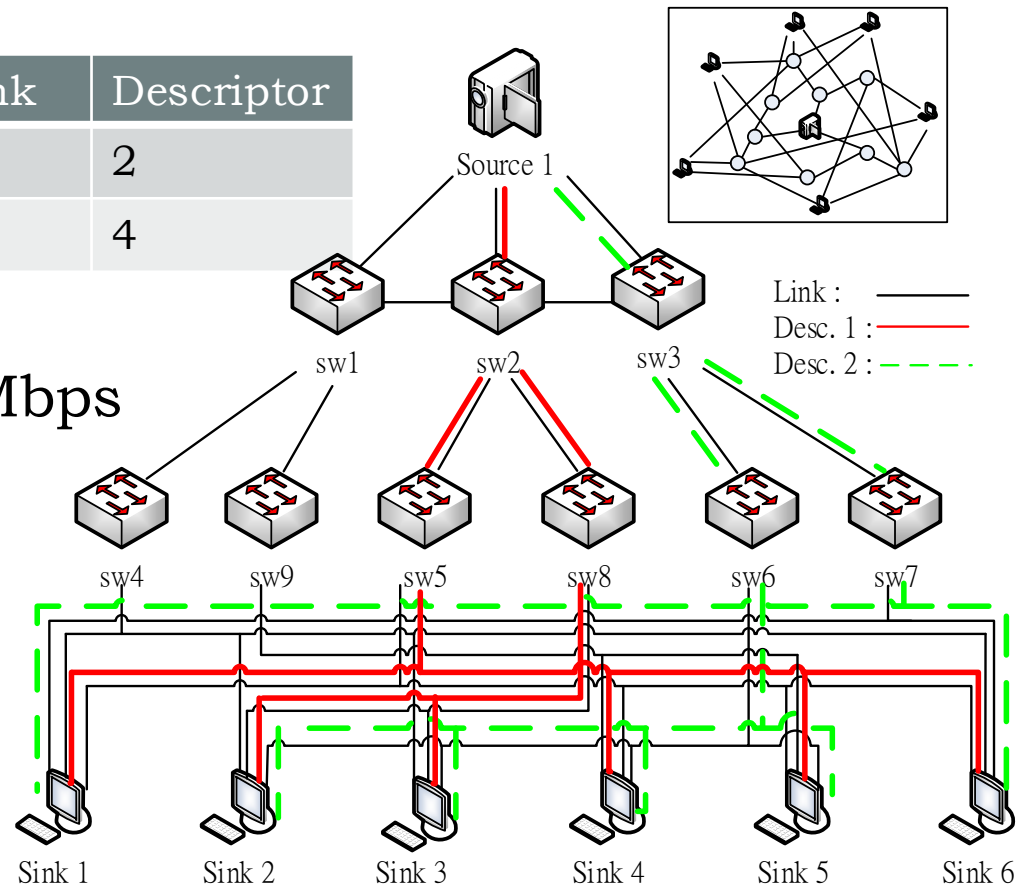 nk Descriptor
2
4
Mbps
Source 1
Link :
Desc. 1 :
Desc. 2 :
sw1 sw2 sw3
sw4 sw9 sw5 sw8 sw6 sw7
Sink 1 Sink 2 Sink 3 Sink 4 Sink 5 Sink 6